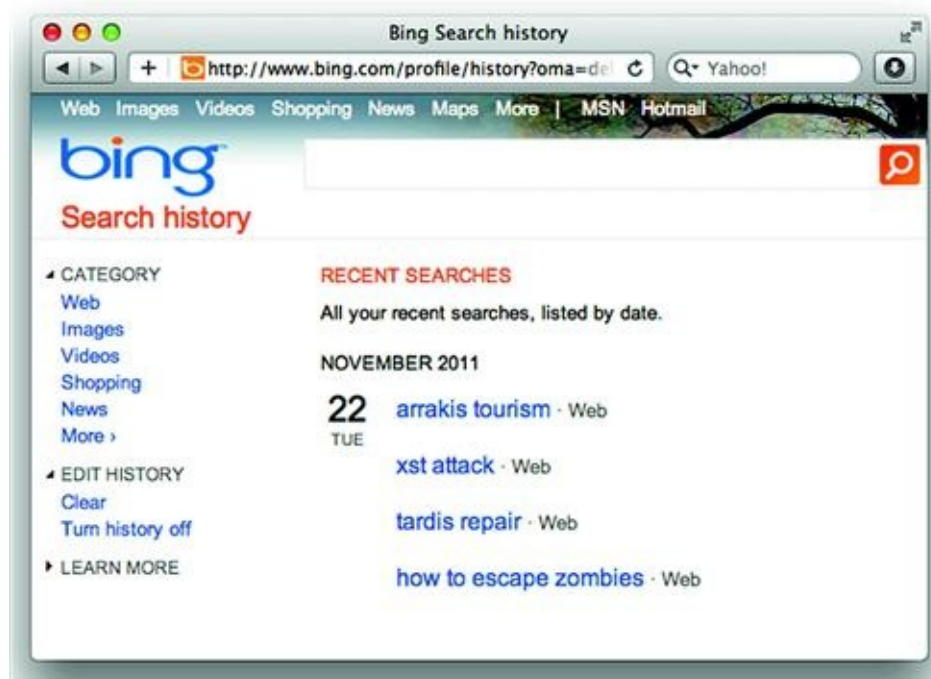 Bing Search history
http://www.bing.com/profile/history?oma=de
Yahoo!
Web Images Videos Shopping News Maps More | MSN Hotmail
bing
Search history
CATEGORY
Web
Images
Videos
Shopping
News
More ›
EDIT HISTORY
Clear
Turn history off
LEARN MORE
RECENT SEARCHES
All your recent searches, listed by date.
NOVEMBER 2011
22 arrakis tourism · Web
TUE
xst attack · Web
tardis repair · Web
how to escape zombies · Web